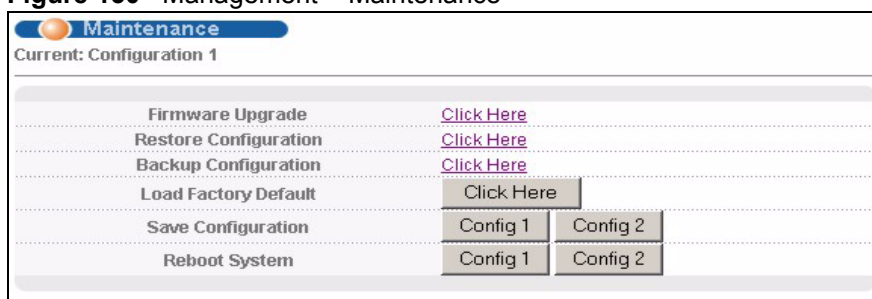 Maintenance
Current: Configuration 1
Firmware Upgrade Click Here
Restore Configuration Click Here
Backup Configuration Click Here
Load Factory Default Click Here
Save Configuration Config 1 Config 2
Reboot System Config 1 Config 2